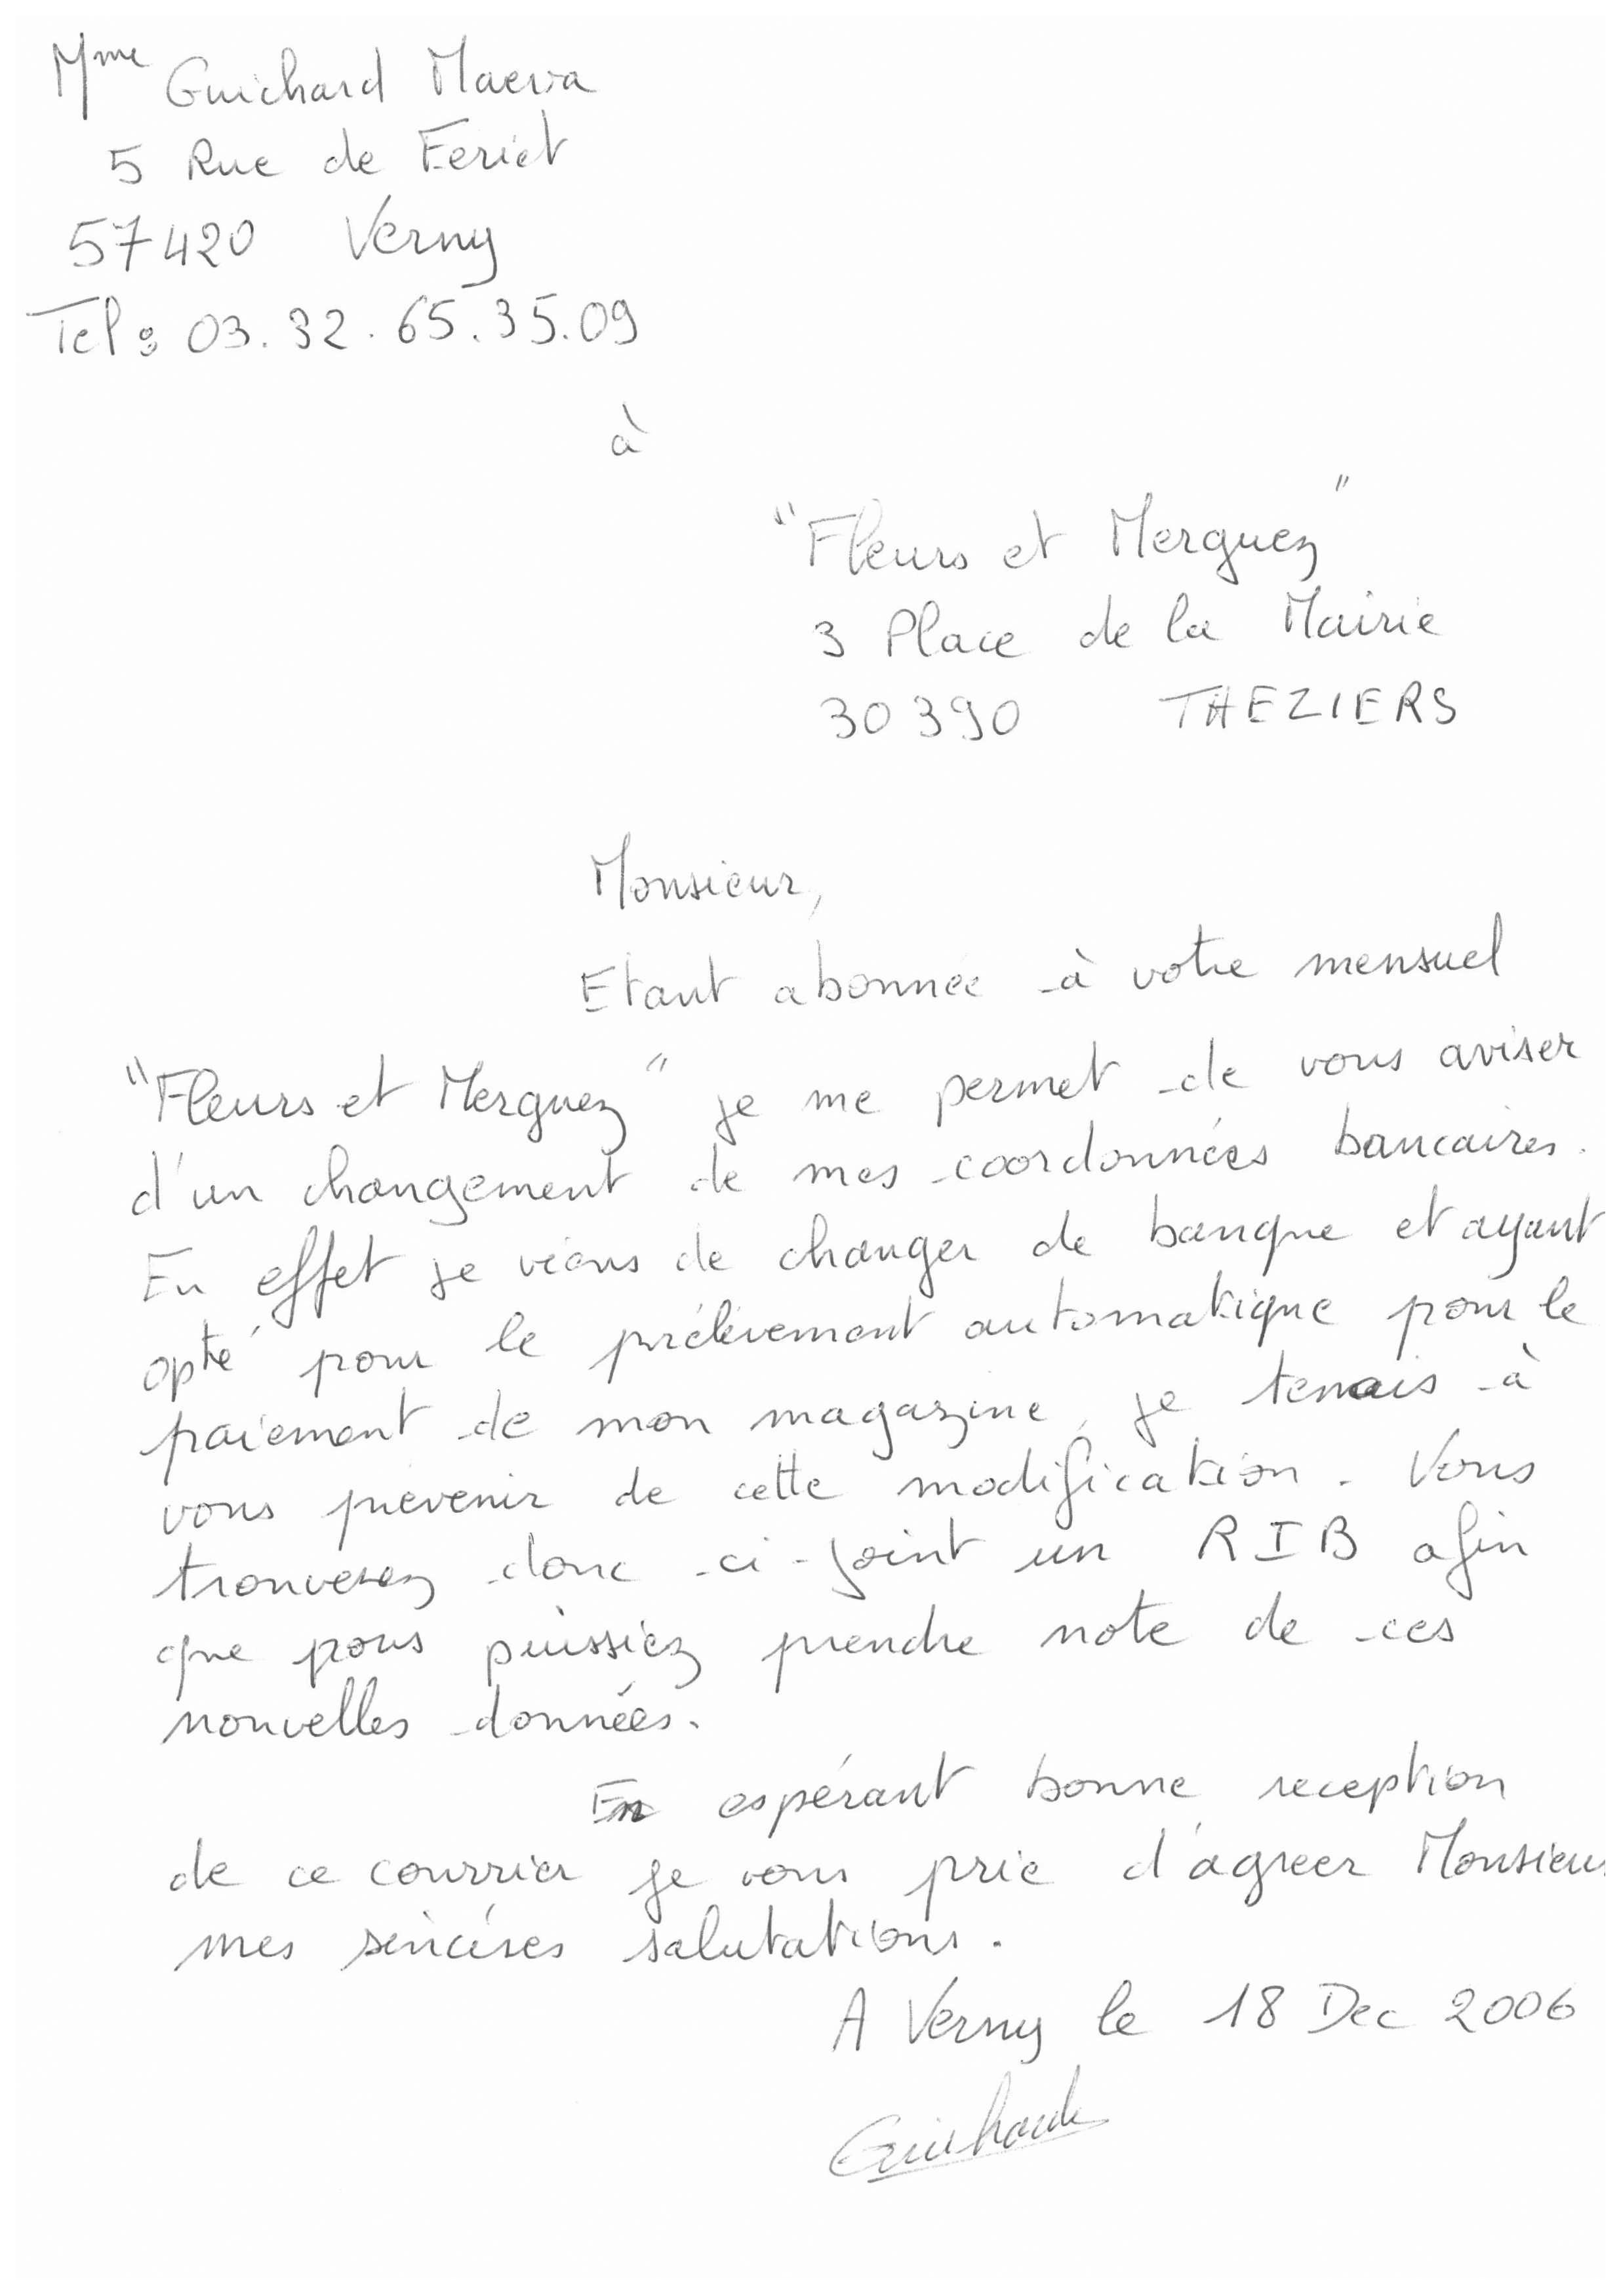 Mme Guichard Maeva
5 Rue de Feriet
57420 Verny
Tel : 03.32.65.35.09
à
"Fleurs et Merguez"
3 Place de la Mairie
30390 THEZIERS
Monsieur,
Etant abonnée à votre mensuel
"Fleurs et Merguez" je me permet de vous aviser
d'un changement de mes coordonnées bancaires.
En effet je viens de changer de banque et ayant
opté pour le prélèvement automatique pour le
paiement de mon magazine, je tenais à
vous prevenir de cette modification. Vous
trouverez donc ci-joint un RIB afin
que pous puissiez prendre note de ces
nouvelles données.
En espérant bonne reception
de ce courrier je vous prie d'agreer Monsieur
mes sincéres salutations.
A Verny le 18 Dec 2006
Guichard